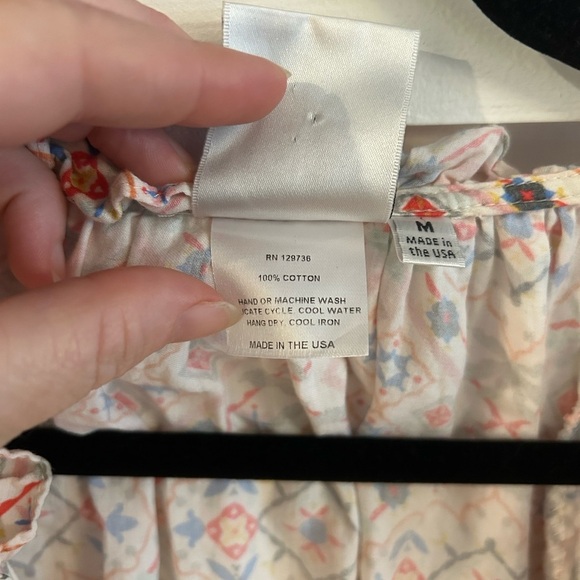 RN 129736
100% COTTON
HAND OR MACHINE WASH
ICATE CYCLE. COOL WATER
HANG DRY. COOL IRON
MADE IN THE USA
M
MADE in
the USA